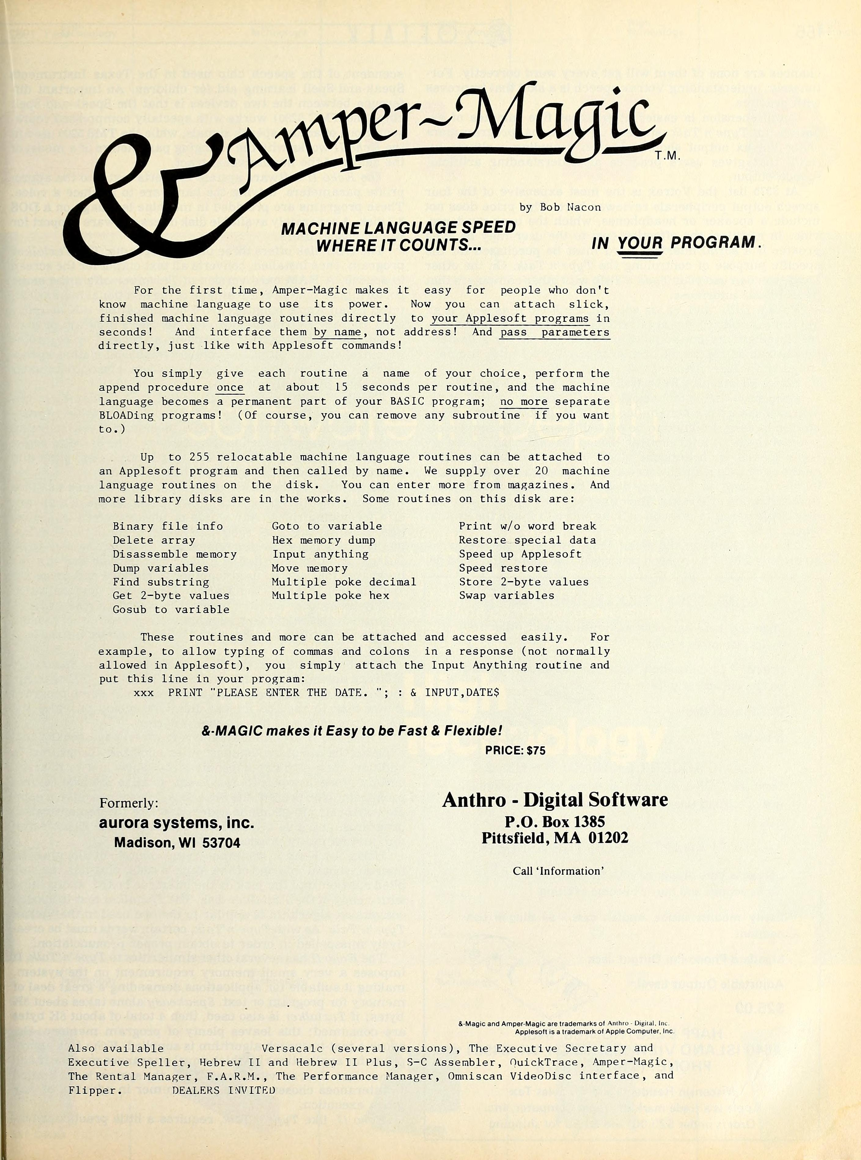 & Amper-Magic
T.M.
by Bob Nacon
MACHINE LANGUAGE SPEED
WHERE IT COUNTS...
IN YOUR PROGRAM.
For the first time, Amper-Magic makes it easy for people who don't
know machine language to use its power. Now you can attach slick,
finished machine language routines directly to your Applesoft programs in
seconds! And interface them by name, not address! And pass parameters
directly, just like with Applesoft commands!
You simply give each routine a name of your choice, perform the
append procedure once at about 15 seconds per routine, and the machine
language becomes a permanent part of your BASIC program; no more separate
BLOADing programs! (Of course, you can remove any subroutine if you want
to.)
Up to 255 relocatable machine language routines can be attached to
an Applesoft program and then called by name. We supply over 20 machine
language routines on the disk. You can enter more from magazines. And
more library disks are in the works. Some routines on this disk are:
Binary file info Goto to variable Print w/o word break
Delete array Hex memory dump Restore special data
Disassemble memory Input anything Speed up Applesoft
Dump variables Move memory Speed restore
Find substring Multiple poke decimal Store 2-byte values
Get 2-byte values Multiple poke hex Swap variables
Gosub to variable
These routines and more can be attached and accessed easily. For
example, to allow typing of commas and colons in a response (not normally
allowed in Applesoft), you simply attach the Input Anything routine and
put this line in your program:
xxx PRINT "PLEASE ENTER THE DATE. "; : & INPUT,DATE$
&-MAGIC makes it Easy to be Fast & Flexible!
PRICE: $75
Formerly:
aurora systems, inc.
Madison, WI 53704
Anthro - Digital Software
P.O. Box 1385
Pittsfield, MA 01202
Call 'Information'
&-Magic and Amper-Magic are trademarks of Anthro - Digital, Inc.
Applesoft is a trademark of Apple Computer, Inc.
Also available Versacalc (several versions), The Executive Secretary and
Executive Speller, Hebrew II and Hebrew II Plus, S-C Assembler, QuickTrace, Amper-Magic,
The Rental Manager, F.A.R.M., The Performance Manager, Omniscan VideoDisc interface, and
Flipper. DEALERS INVITED